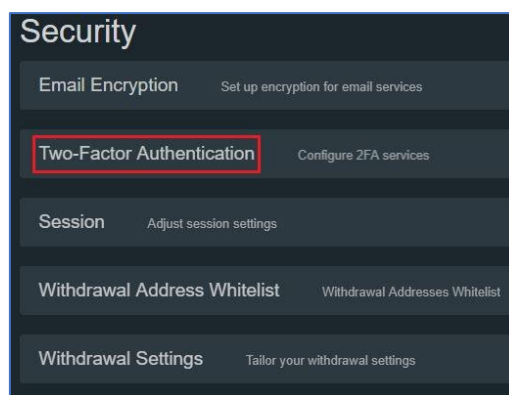 Security
Email Encryption Set up encryption for email services
Two-Factor Authentication Configure 2FA services
Session Adjust session settings
Withdrawal Address Whitelist Withdrawal Addresses Whitelist
Withdrawal Settings Tailor your withdrawal settings